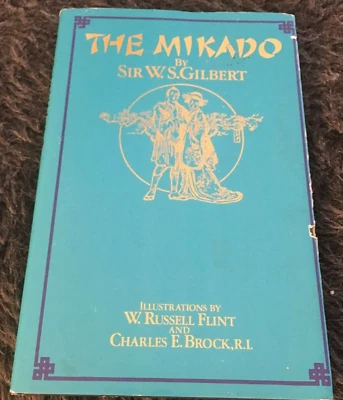 THE MIKADO
BY
SIR W.S.GILBERT
ILLUSTRATIONS BY
W. RUSSELL FLINT
AND
CHARLES E. BROCK, R.I.